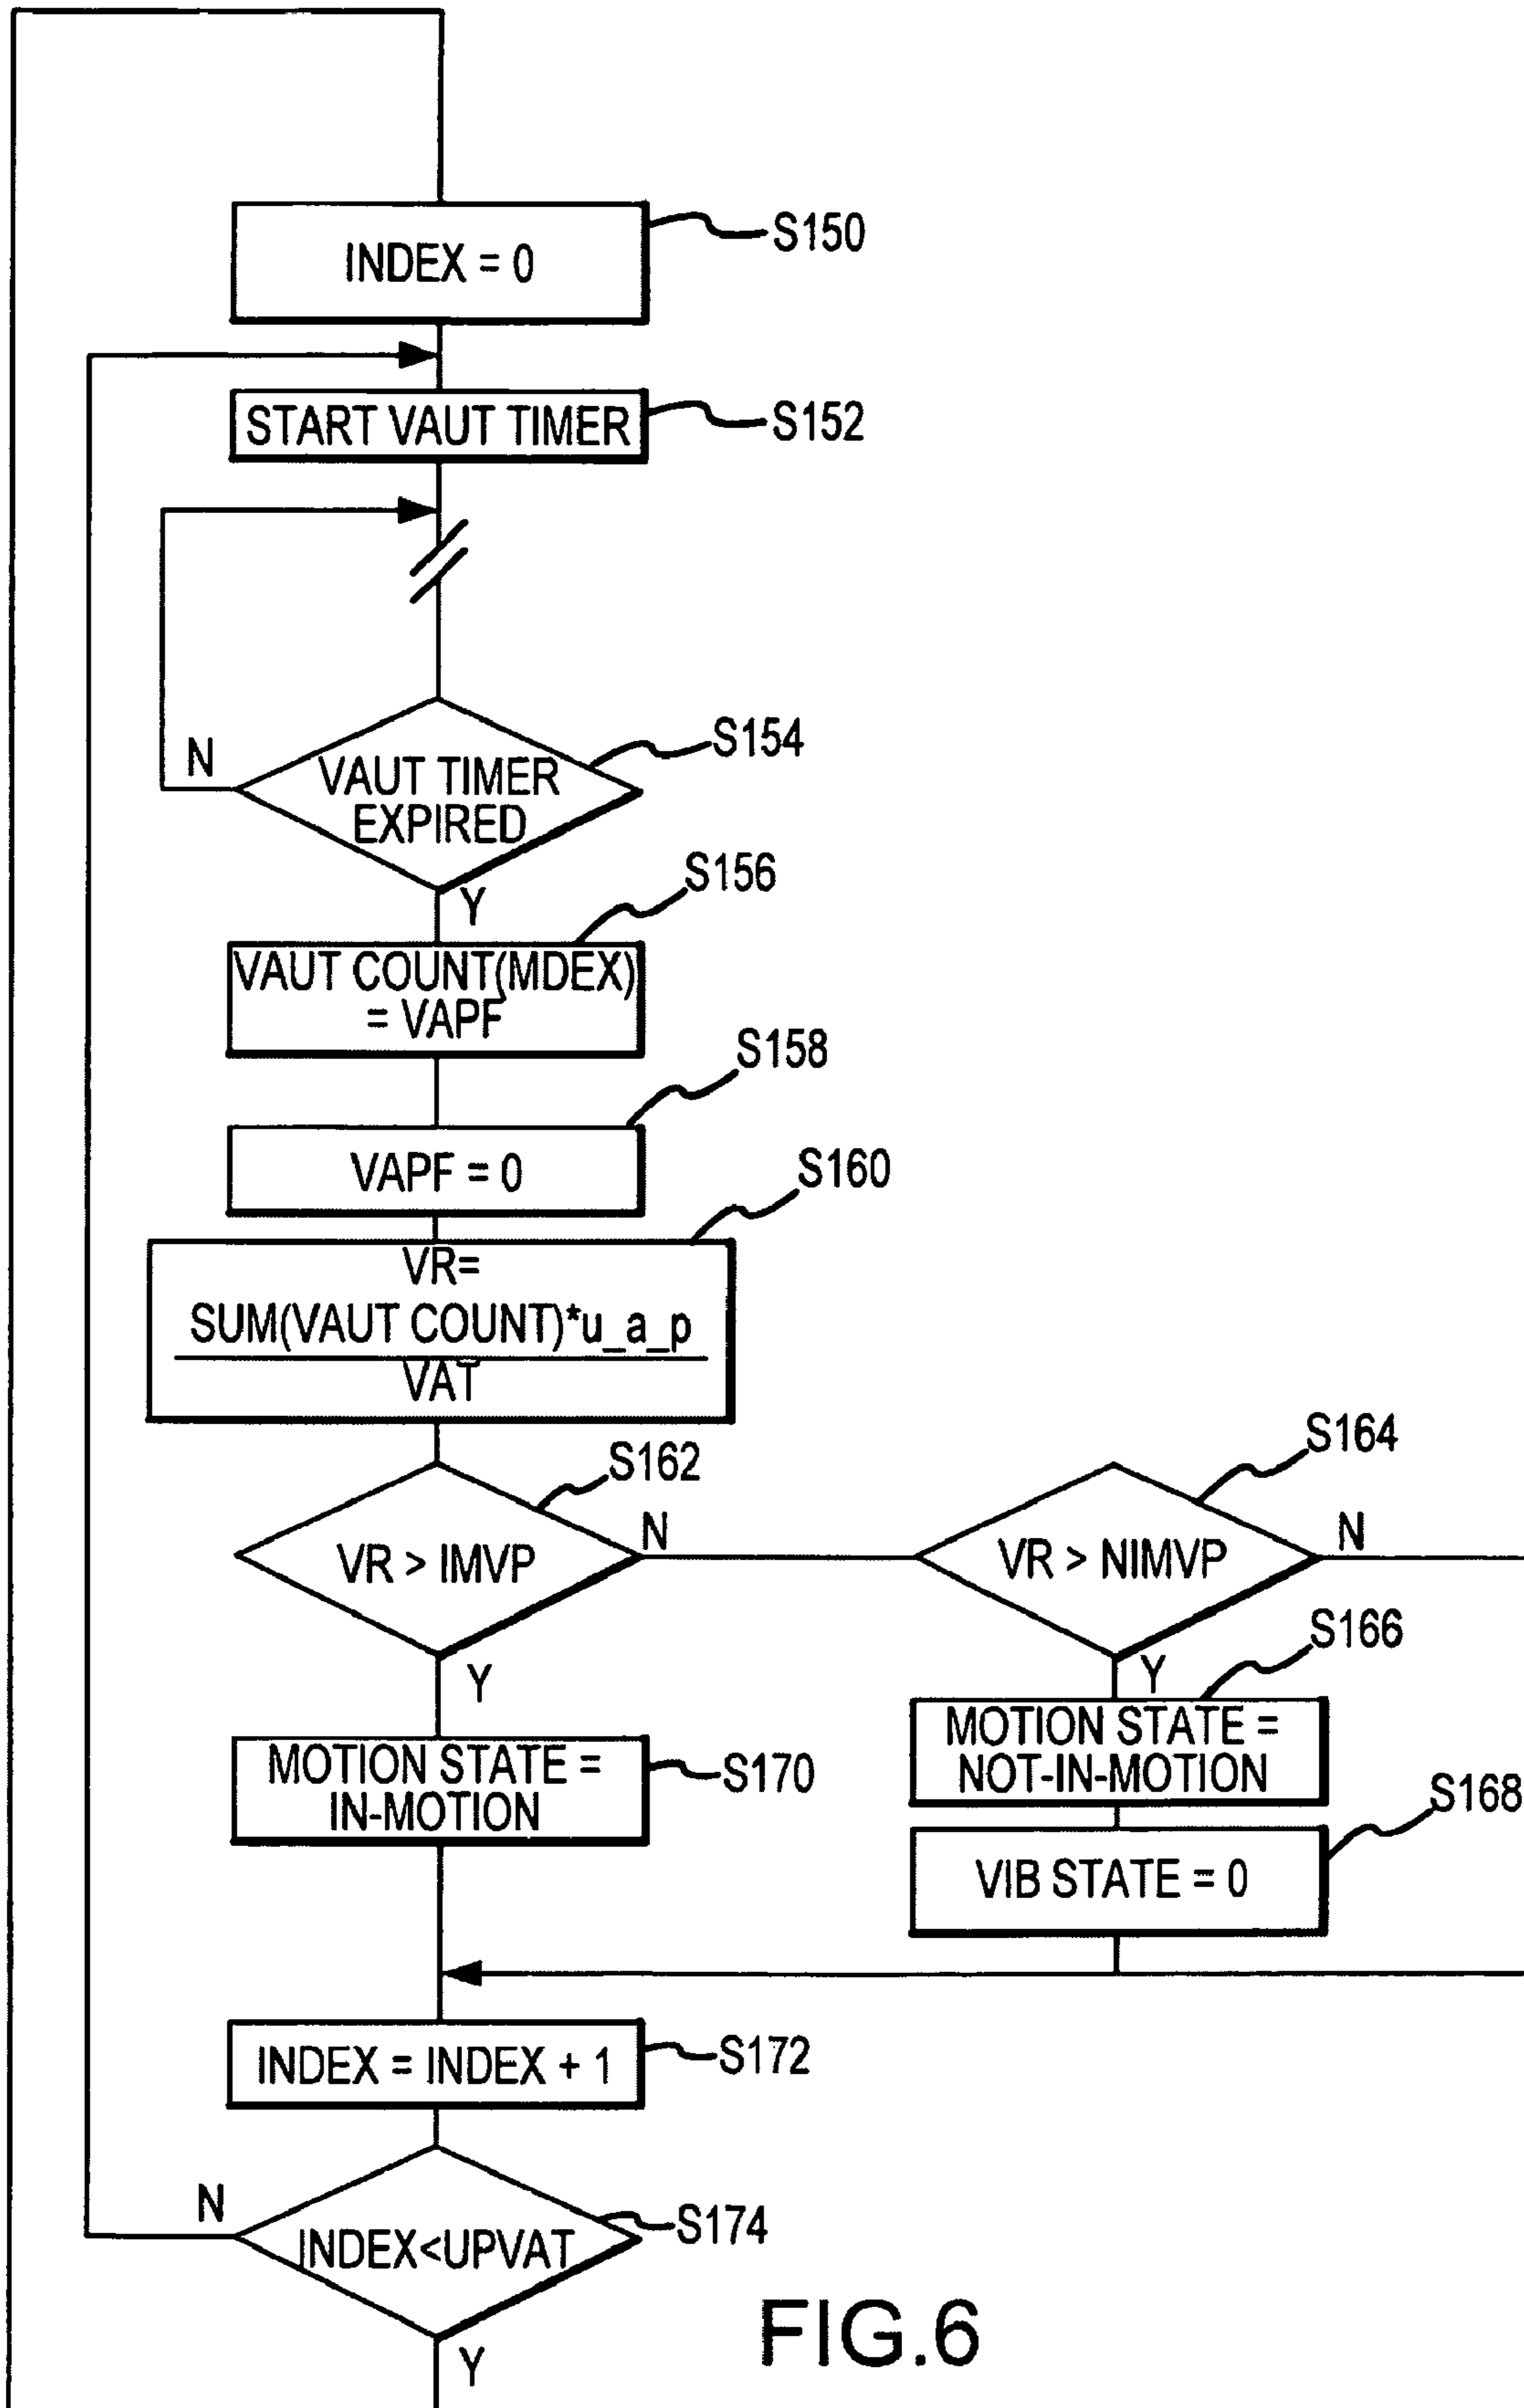 INDEX = 0
S150
START VAUT TIMER
S152
N
VAUT TIMER
EXPIRED
S154
Y
S156
VAUT COUNT(MDEX)
= VAPF
S158
VAPF = 0
S160
VR=
SUM(VAUT COUNT)*u_a_p
VAT
S162
VR > IMVP
N
S164
VR > NIMVP
N
Y
S166
MOTION STATE =
NOT-IN-MOTION
S168
VIB STATE = 0
Y
MOTION STATE =
IN-MOTION
S170
INDEX = INDEX + 1
S172
N
INDEX<UPVAT
S174
Y
FIG.6